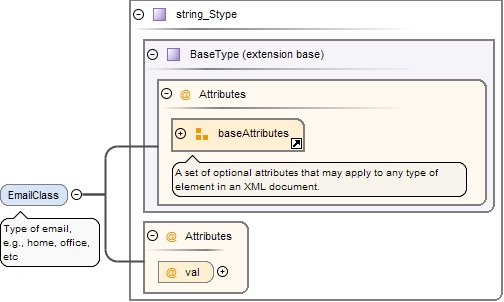 string_Stype
BaseType (extension base)
@ Attributes
baseAttributes
A set of optional attributes that may apply to any type of
element in an XML document.
EmailClass
Type of email,
e.g., home, office,
etc
@ Attributes
@ val